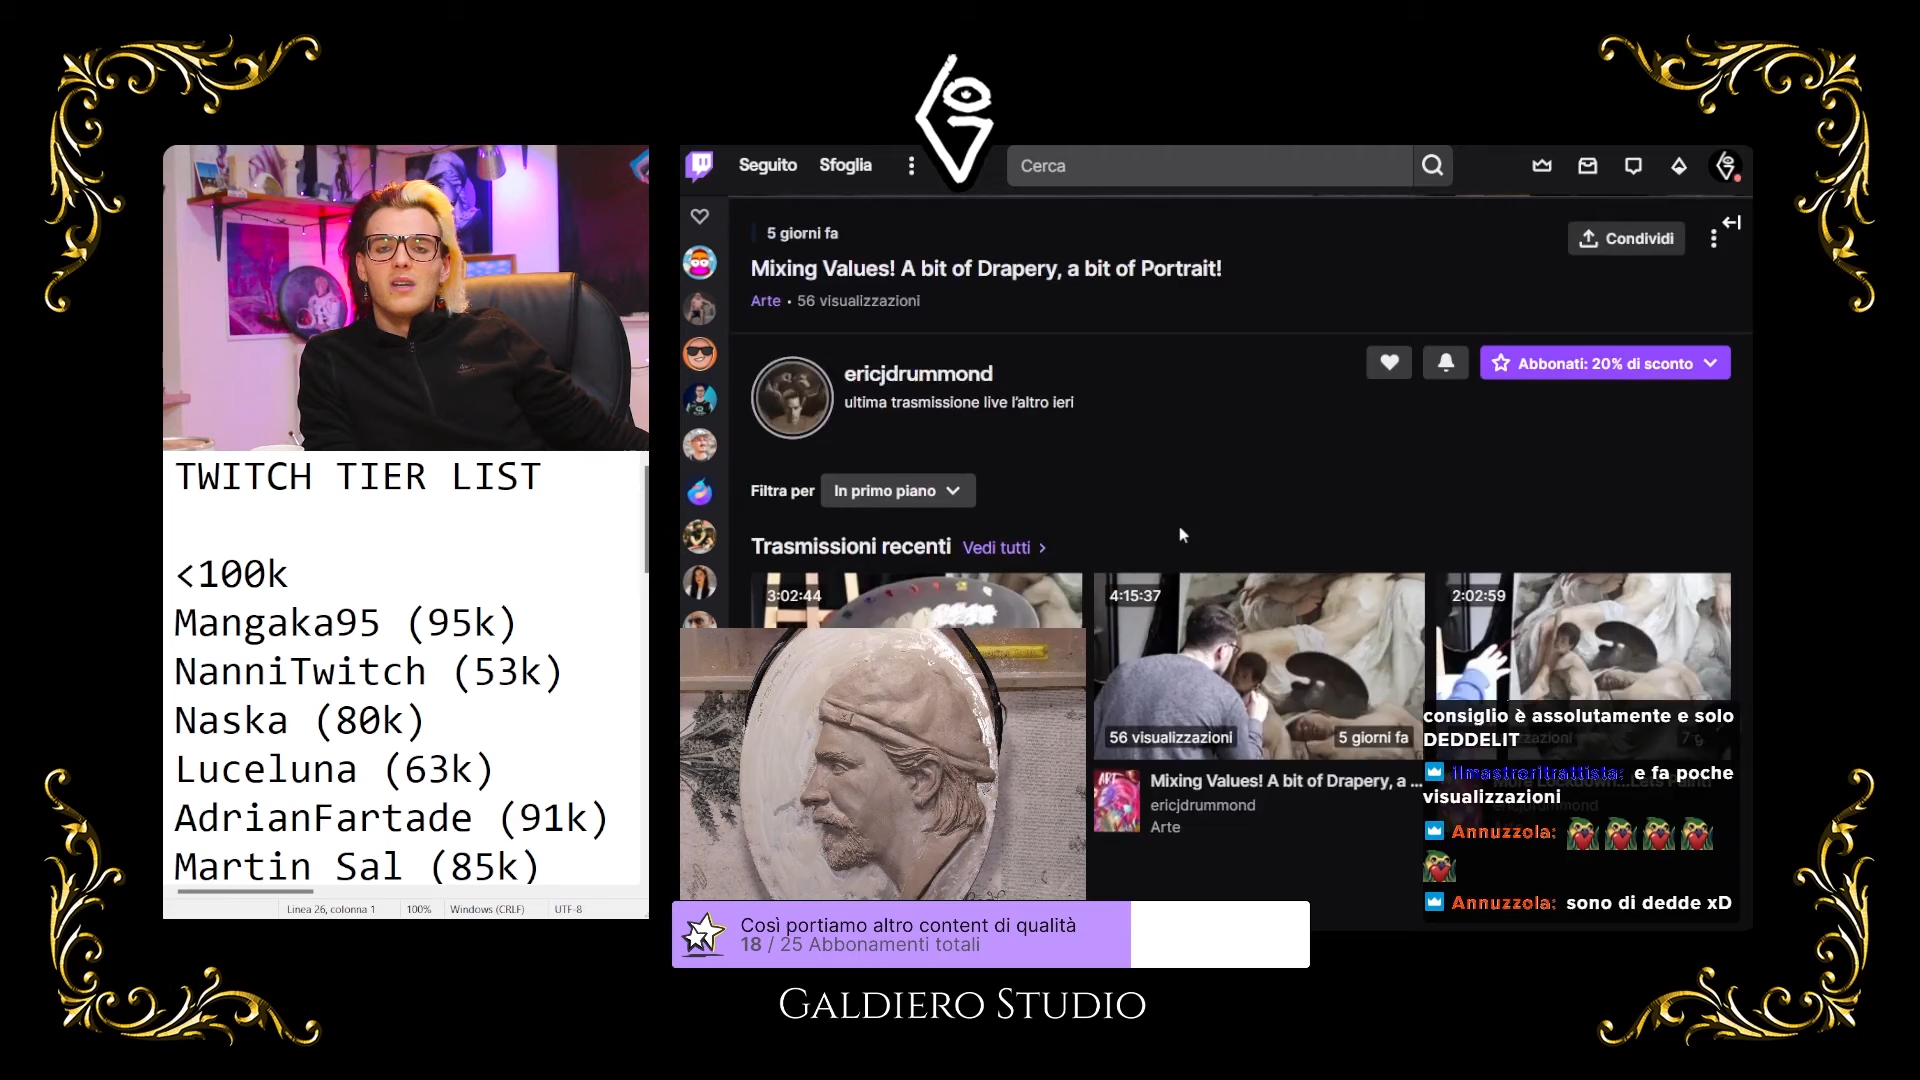 Seguito
Sfoglia
Cerca
5 giorni fa
Condividi
Mixing Values! A bit of Drapery, a bit of Portrait!
Arte • 56 visualizzazioni
ericjdrummond
ultima trasmissione live l'altro ieri
Abbonati: 20% di sconto
Filtra per
In primo piano
Trasmissioni recenti
Vedi tutti
3:02:44
4:15:37
2:02:59
56 visualizzazioni
5 giorni fa
Mixing Values! A bit of Drapery, a ...
ericjdrummond
Arte
TWITCH TIER LIST
<100k
Mangaka95 (95k)
NanniTwitch (53k)
Naska (80k)
Luceluna (63k)
AdrianFartade (91k)
Martin Sal (85k)
Linea 26, colonna 1
100%
Windows (CRLF)
UTF-8
consiglio è assolutamente e solo
DEDDELIT
ilmastroritrattista: e fa poche
visualizzazioni
Annuzzola:
Annuzzola: sono di dedde xD
Così portiamo altro content di qualità
18 / 25 Abbonamenti totali
GALDIERO STUDIO